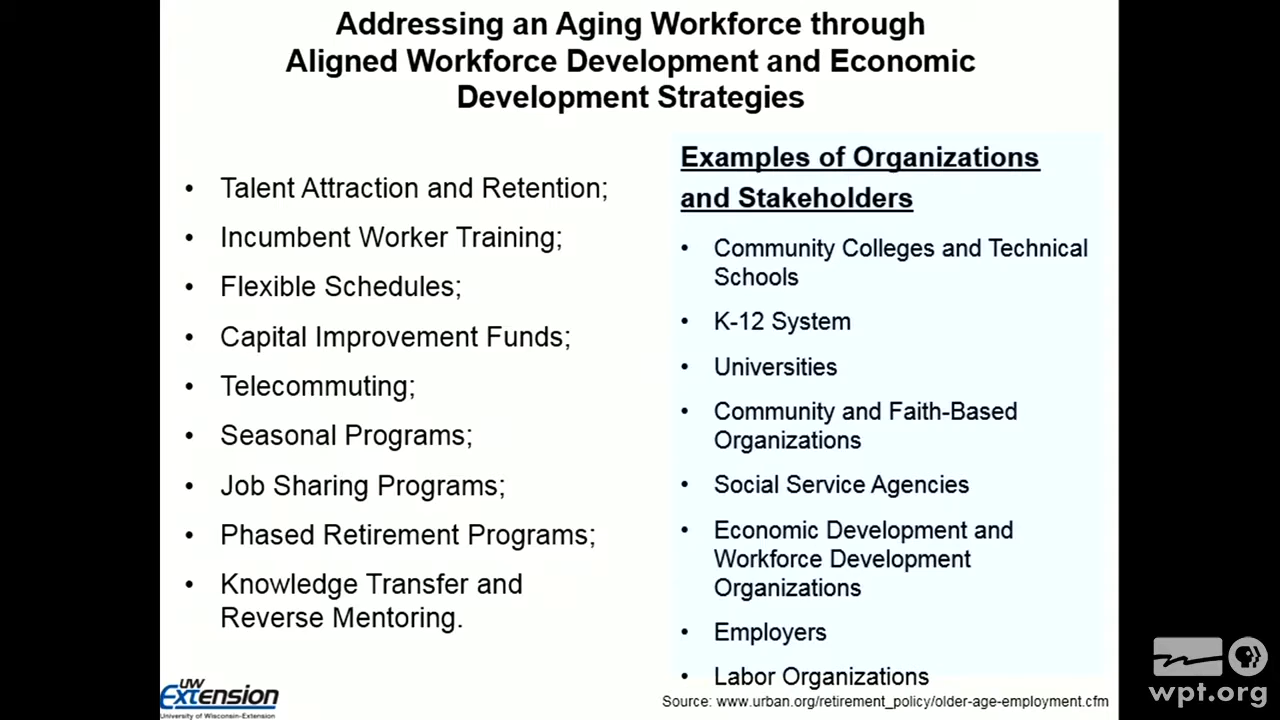 Addressing an Aging Workforce through
Aligned Workforce Development and Economic
Development Strategies
• Talent Attraction and Retention;
• Incumbent Worker Training;
• Flexible Schedules;
• Capital Improvement Funds;
• Telecommuting;
• Seasonal Programs;
• Job Sharing Programs;
• Phased Retirement Programs;
• Knowledge Transfer and
Reverse Mentoring.
Examples of Organizations
and Stakeholders
• Community Colleges and Technical
Schools
• K-12 System
• Universities
• Community and Faith-Based
Organizations
• Social Service Agencies
• Economic Development and
Workforce Development
Organizations
• Employers
• Labor Organizations
Source: www.urban.org/retirement_policy/older-age-employment.cfm
UW
Extension
University of Wisconsin-Extension
wpt.org